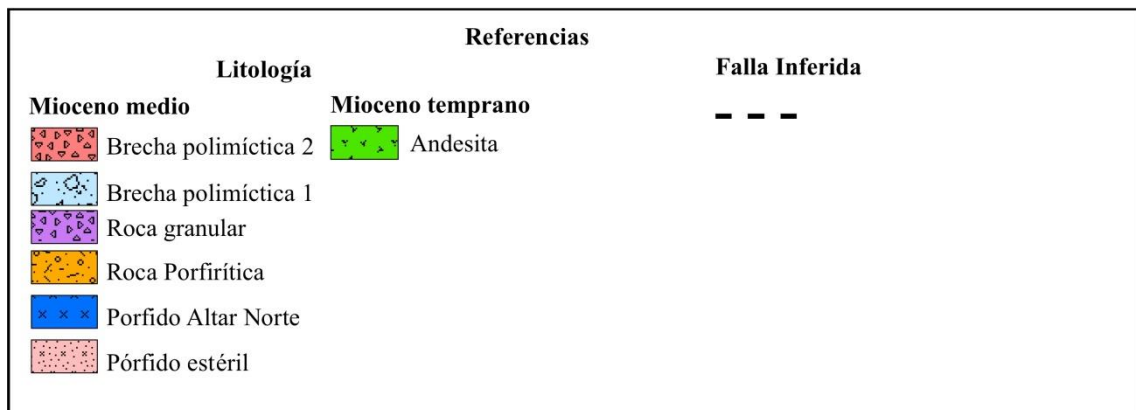 Referencias
Litología
Falla Inferida
Mioceno medio
Mioceno temprano
Brecha polimíctica 2
Andesita
Brecha polimíctica 1
Roca granular
Roca Porfirítica
Porfido Altar Norte
Pórfido estéril